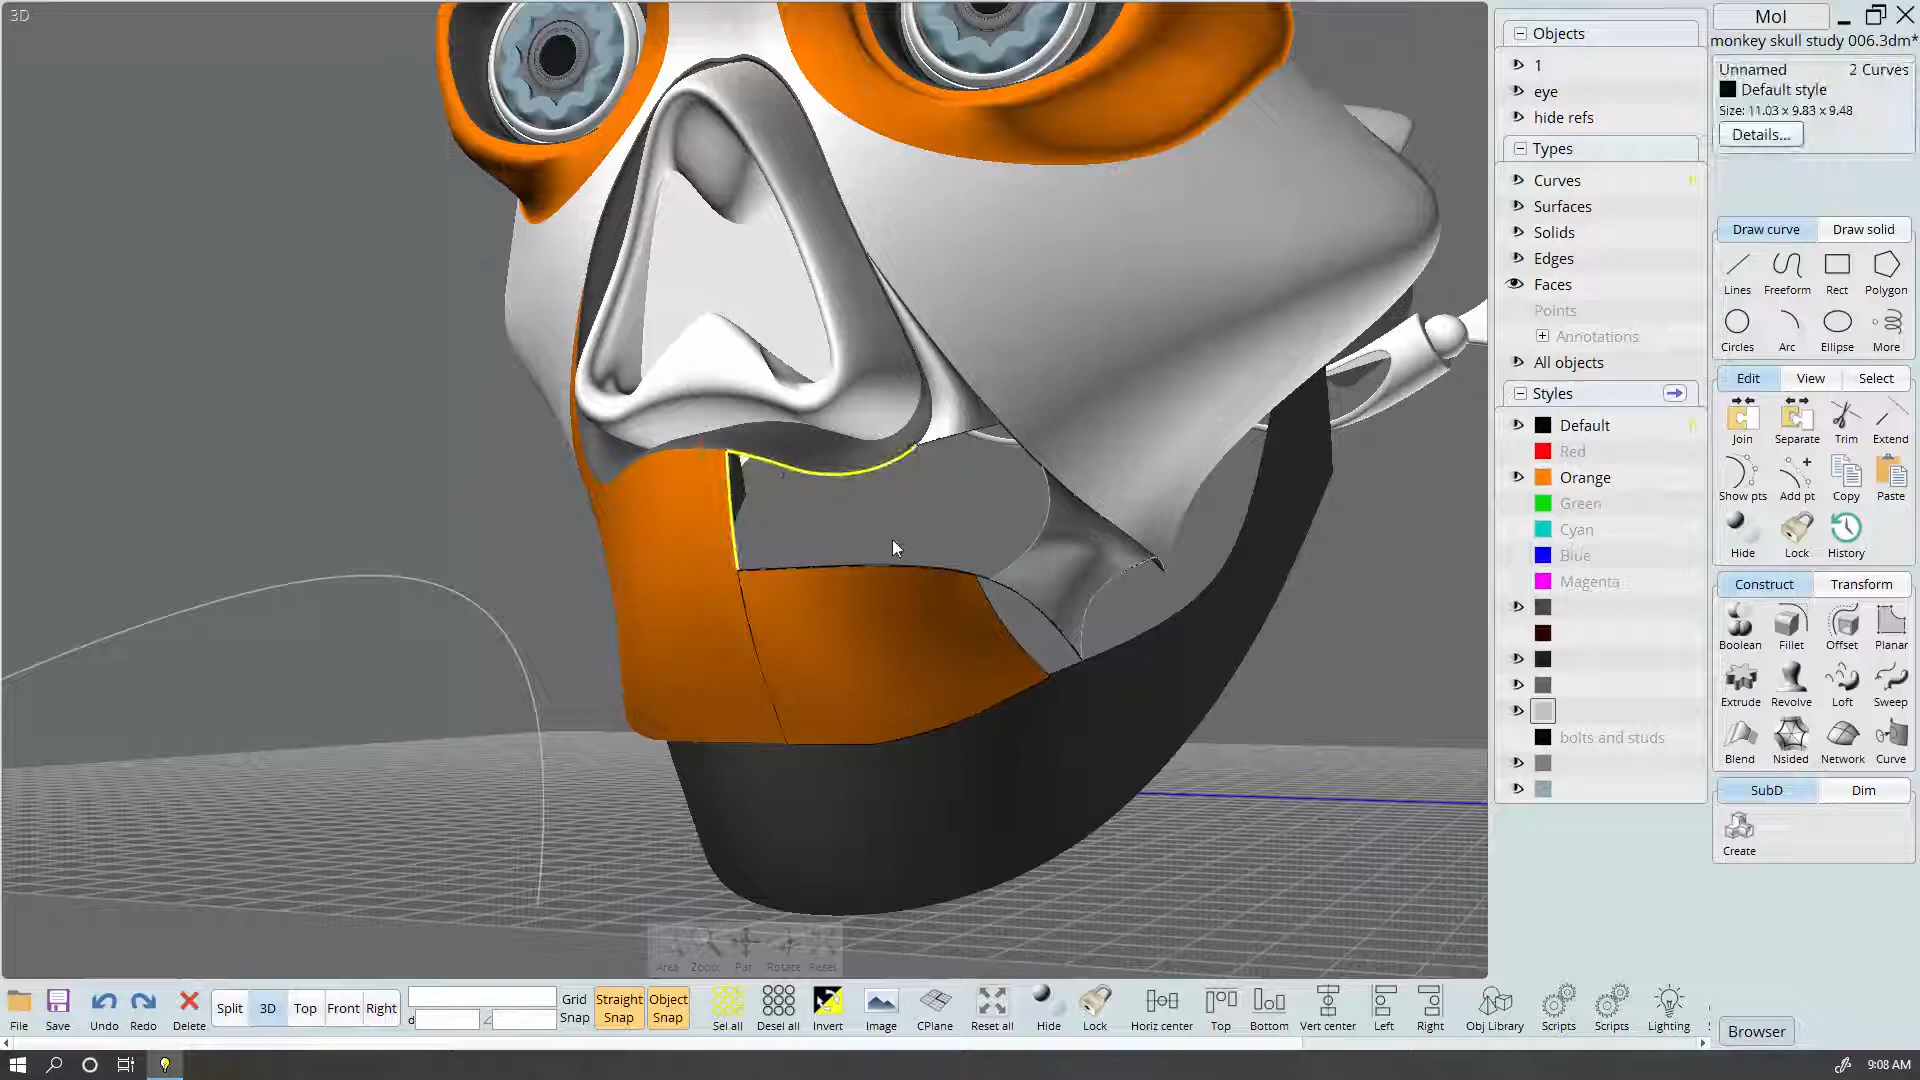 3D
MoI
monkey skull study 006.3dm*
Objects
1
eye
hide refs
Types
Curves
Surfaces
Solids
Edges
Faces
Points
Annotations
All objects
Styles
Default
Red
Orange
Green
Cyan
Blue
Magenta
bolts and studs
Unnamed 2 Curves
Default style
Size: 11.03 x 9.83 x 9.48
Details...
Draw curve Draw solid
Lines Freeform Rect Polygon
Circles Arc Ellipse More
Edit View Select
Join Separate Trim Extend
Show pts Add pt Copy Paste
Hide Lock History
Construct Transform
Boolean Fillet Offset Planar
Extrude Revolve Loft Sweep
Blend Nsided Network Curve
SubD Dim
Create
Area Zoom Pan Rotate Reset
File Save Undo Redo Delete
Split 3D Top Front Right
d
Grid Snap
Straight Snap
Object Snap
Sel all Desel all Invert Image CPlane Reset all Hide Lock Horiz center Top Bottom Vert center Left Right Obj Library Scripts Scripts Lighting
Browser
9:08 AM